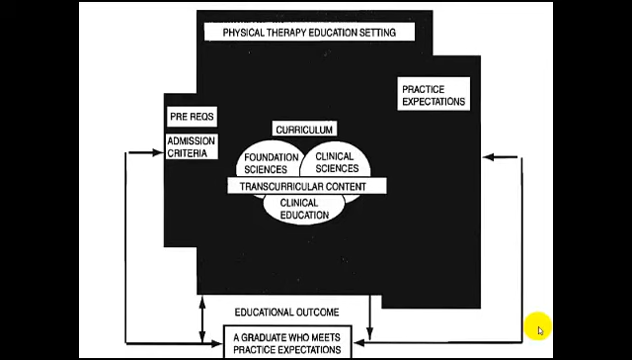 PHYSICAL THERAPY EDUCATION SETTING
PRACTICE
EXPECTATIONS
PRE REQS
ADMISSION
CRITERIA
CURRICULUM
FOUNDATION
SCIENCES
CLINICAL
SCIENCES
TRANSCURRICULAR CONTENT
CLINICAL
EDUCATION
EDUCATIONAL OUTCOME
A GRADUATE WHO MEETS
PRACTICE EXPECTATIONS